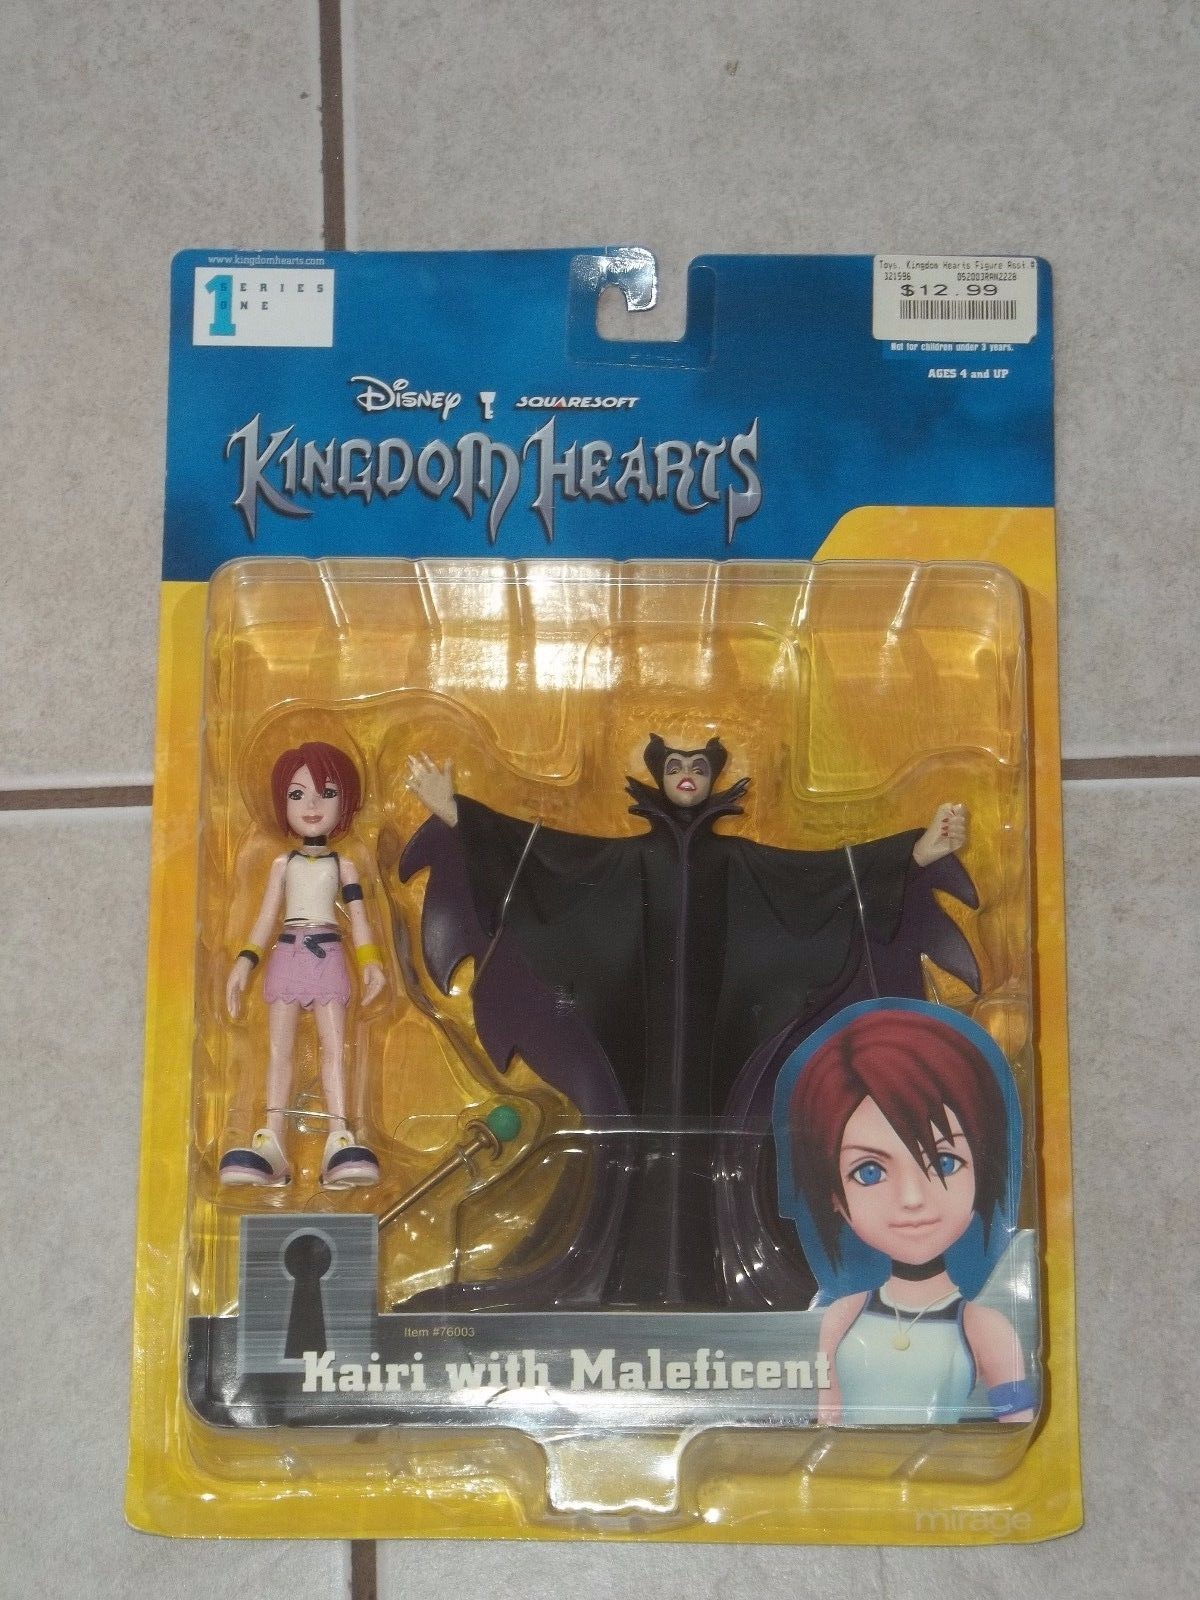 www.kingdomhearts.com
1 SERIES
ONE
Toys, Kingdom Hearts Figure Asst.#
321596 052003RAN2228
$12.99
Not for children under 3 years.
AGES 4 and UP
Disney SQUARESOFT
KINGDOM HEARTS
Item #76003
Kairi with Maleficent
mirage